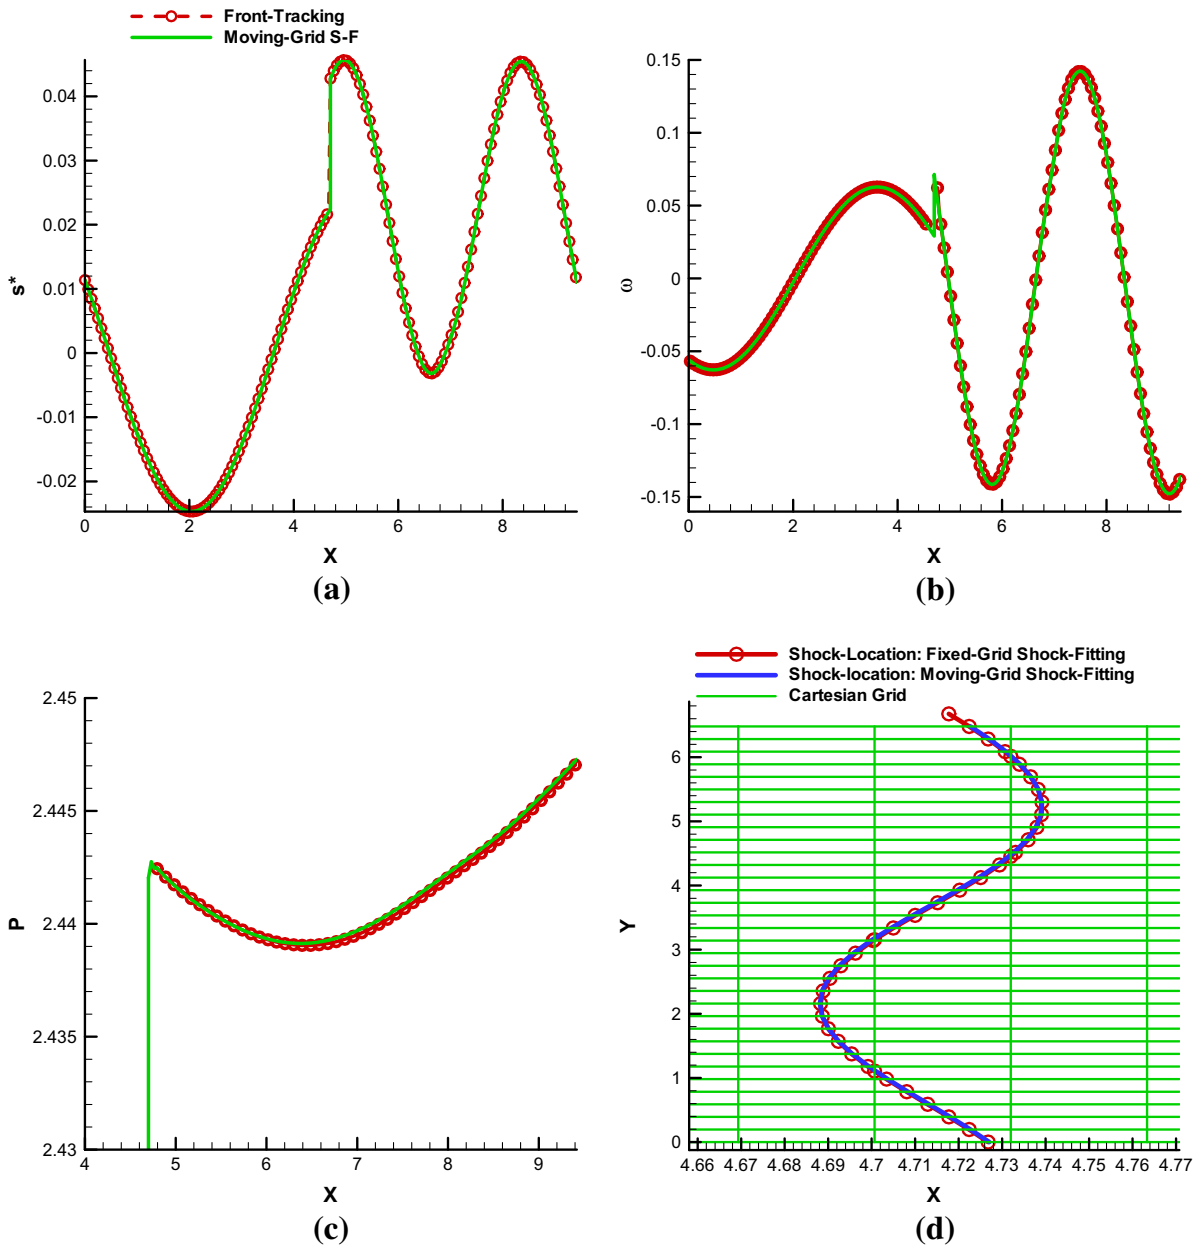 Front-Tracking
Moving-Grid S-F
0.04
0.03
0.02
0.01
0
-0.01
-0.02
s*
0 2 4 6 8
X
(a)
0.15
0.1
0.05
0
-0.05
-0.1
-0.15
ω
0 2 4 6 8
X
(b)
2.45
2.445
2.44
2.435
2.43
P
4 5 6 7 8 9
X
(c)
Shock-Location: Fixed-Grid Shock-Fitting
Shock-location: Moving-Grid Shock-Fitting
Cartesian Grid
6
5
4
3
2
1
0
Y
4.66 4.67 4.68 4.69 4.7 4.71 4.72 4.73 4.74 4.75 4.76 4.77
X
(d)